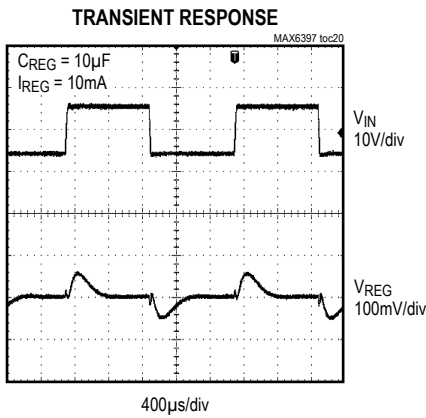 TRANSIENT RESPONSE
MAX6397 toc20
CREG = 10µF
IREG = 10mA
T
VIN
10V/div
VREG
100mV/div
400µs/div